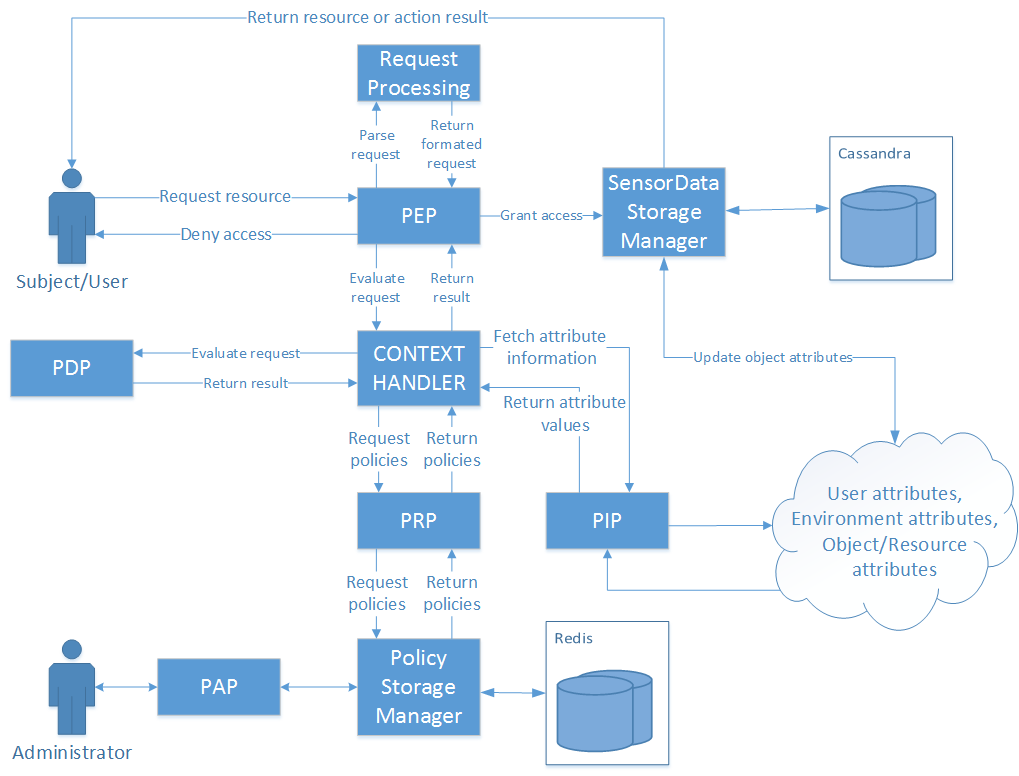 Return resource or action result
Request
Processing
Parse
request
Return
formated
request
Cassandra
SensorData
Storage
Manager
Request resource
PEP
Grant access
Deny access
Subject/User
Evaluate
request
Return
result
Fetch attribute
information
CONTEXT
HANDLER
Evaluate request
PDP
Return result
Update object attributes
Return attribute
values
Request
policies
Return
policies
PRP
PIP
User attributes,
Environment attributes,
Object/Resource
attributes
Request
policies
Return
policies
Redis
Policy
Storage
Manager
PAP
Administrator